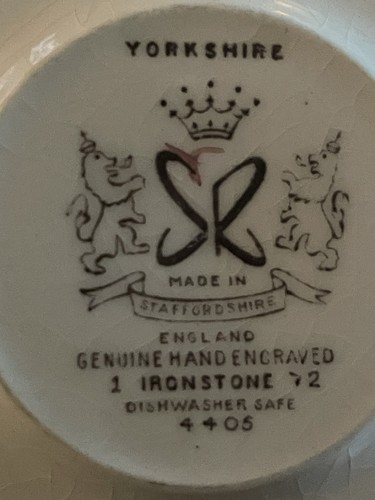 YORKSHIRE
SR
MADE IN
STAFFORDSHIRE
ENGLAND
GENUINE HAND ENGRAVED
1 IRONSTONE 72
DISHWASHER SAFE
4405